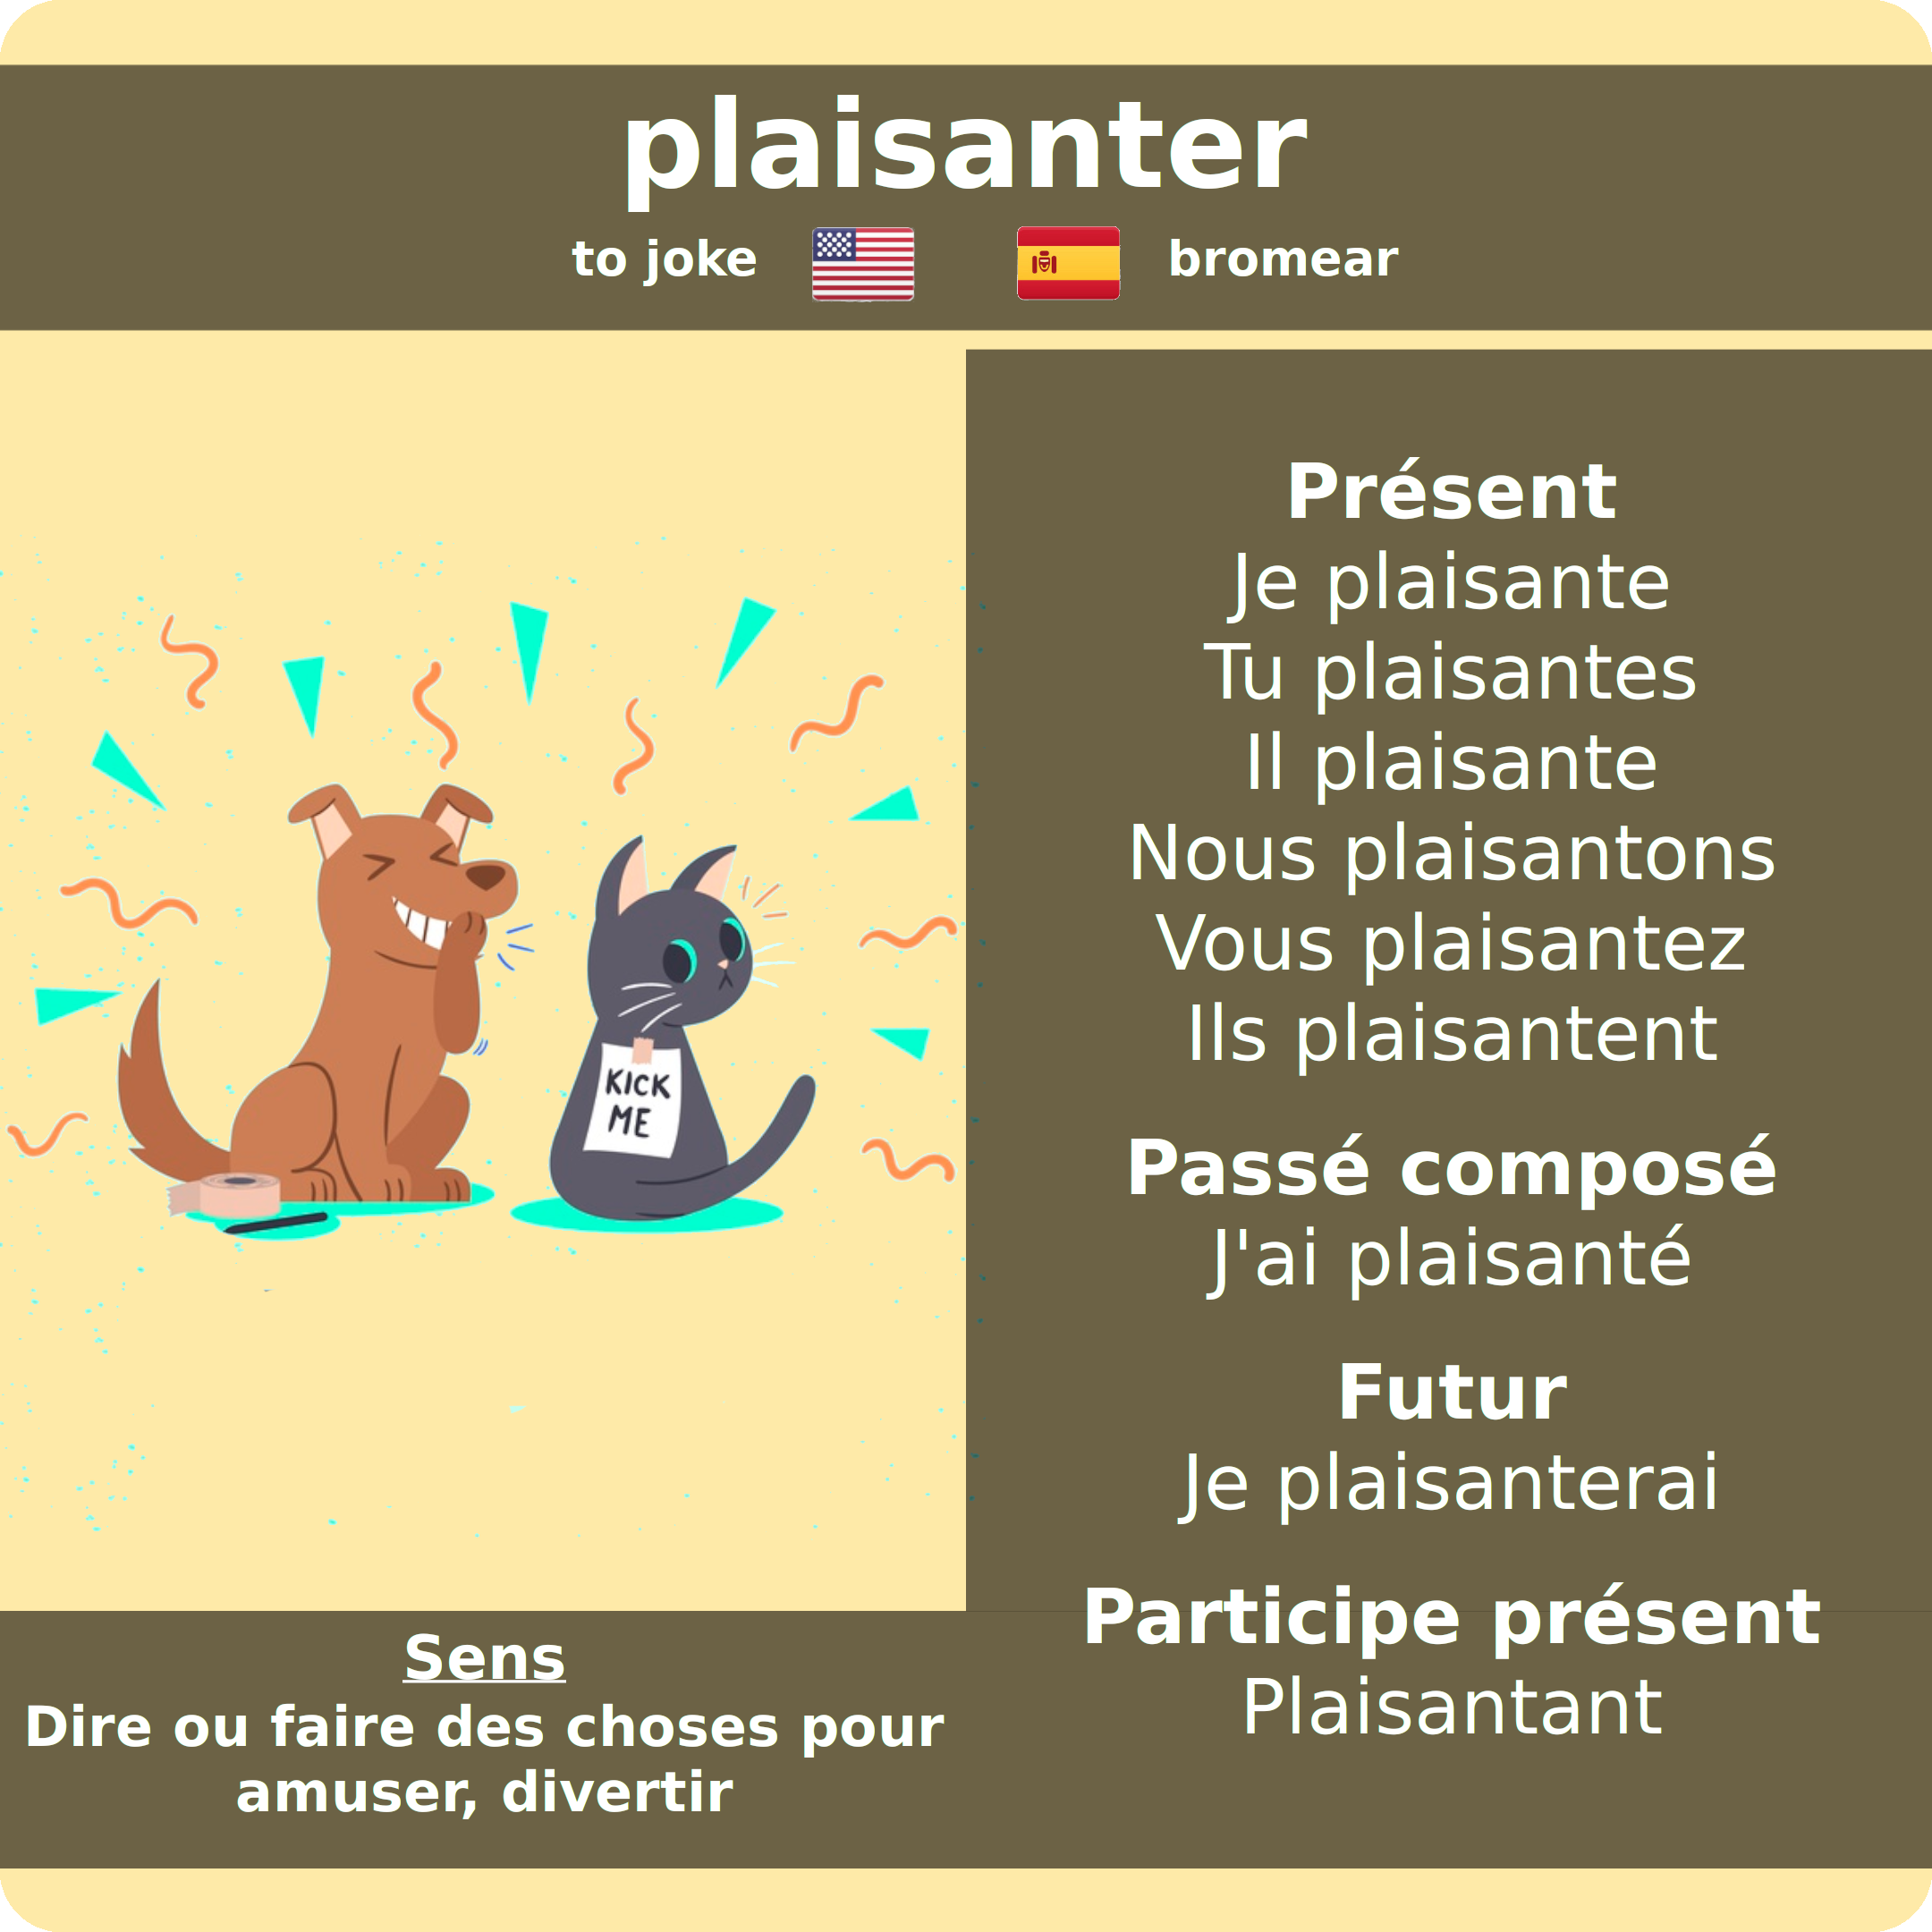 plaisanter
to joke bromear
KICK
ME
Présent
Je plaisante
Tu plaisantes
Il plaisante
Nous plaisantons
Vous plaisantez
Ils plaisantent
Passé composé
J'ai plaisanté
Futur
Je plaisanterai
Participe présent
Plaisantant
Sens
Dire ou faire des choses pour
amuser, divertir